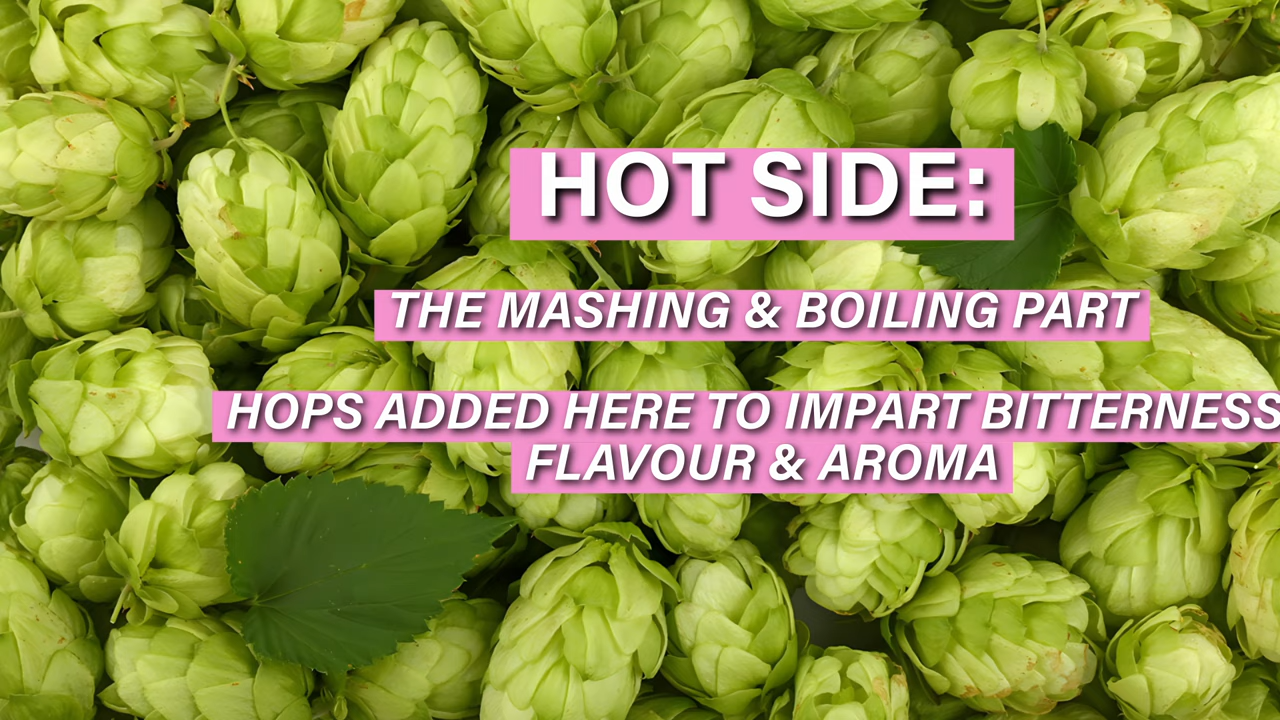 HOT SIDE:
THE MASHING & BOILING PART
HOPS ADDED HERE TO IMPART BITTERNESS
FLAVOUR & AROMA